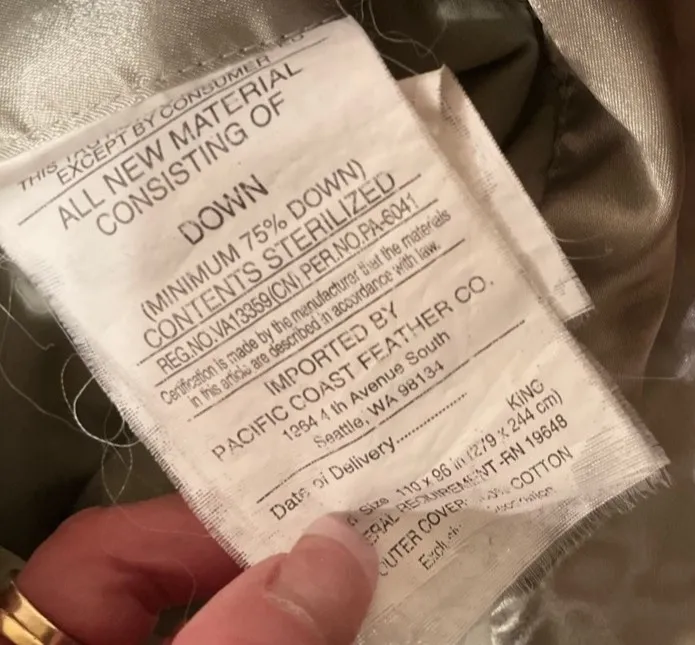 THIS TAG
EXCEPT BY CONSUMER
ALL NEW MATERIAL
CONSISTING OF
DOWN
(MINIMUM 75% DOWN)
CONTENTS STERILIZED
REG.NO.VA13359(CN) PER.NO.PA-6041
Certification is made by the manufacturer that the materials
in this article are described in accordance with law.
IMPORTED BY
PACIFIC COAST FEATHER CO.
1264 4 th Avenue South
Seattle, WA 98134
Date of Delivery..................
KING
Size 110 x 96 in (279 x 244 cm)
REQUIREMENT-RN 19648
OUTER COVER COTTON